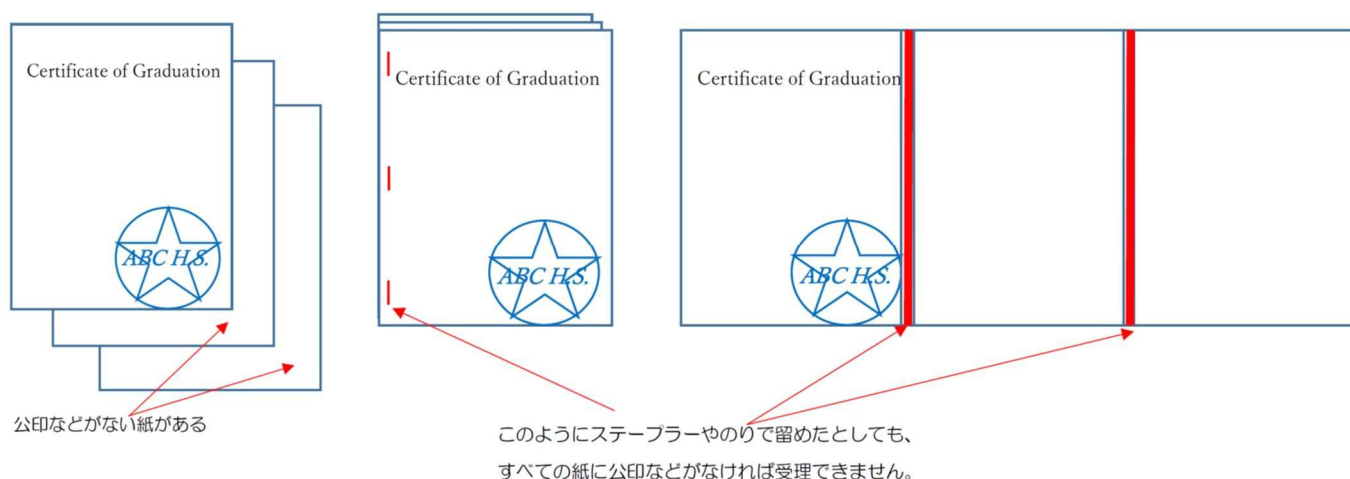 Certificate of Graduation
ABC H.S.
公印などがない紙がある
Certificate of Graduation
ABC H.S.
Certificate of Graduation
ABC H.S.
このようにステープラーやのりで留めたとしても、
すべての紙に公印などがなければ受理できません。